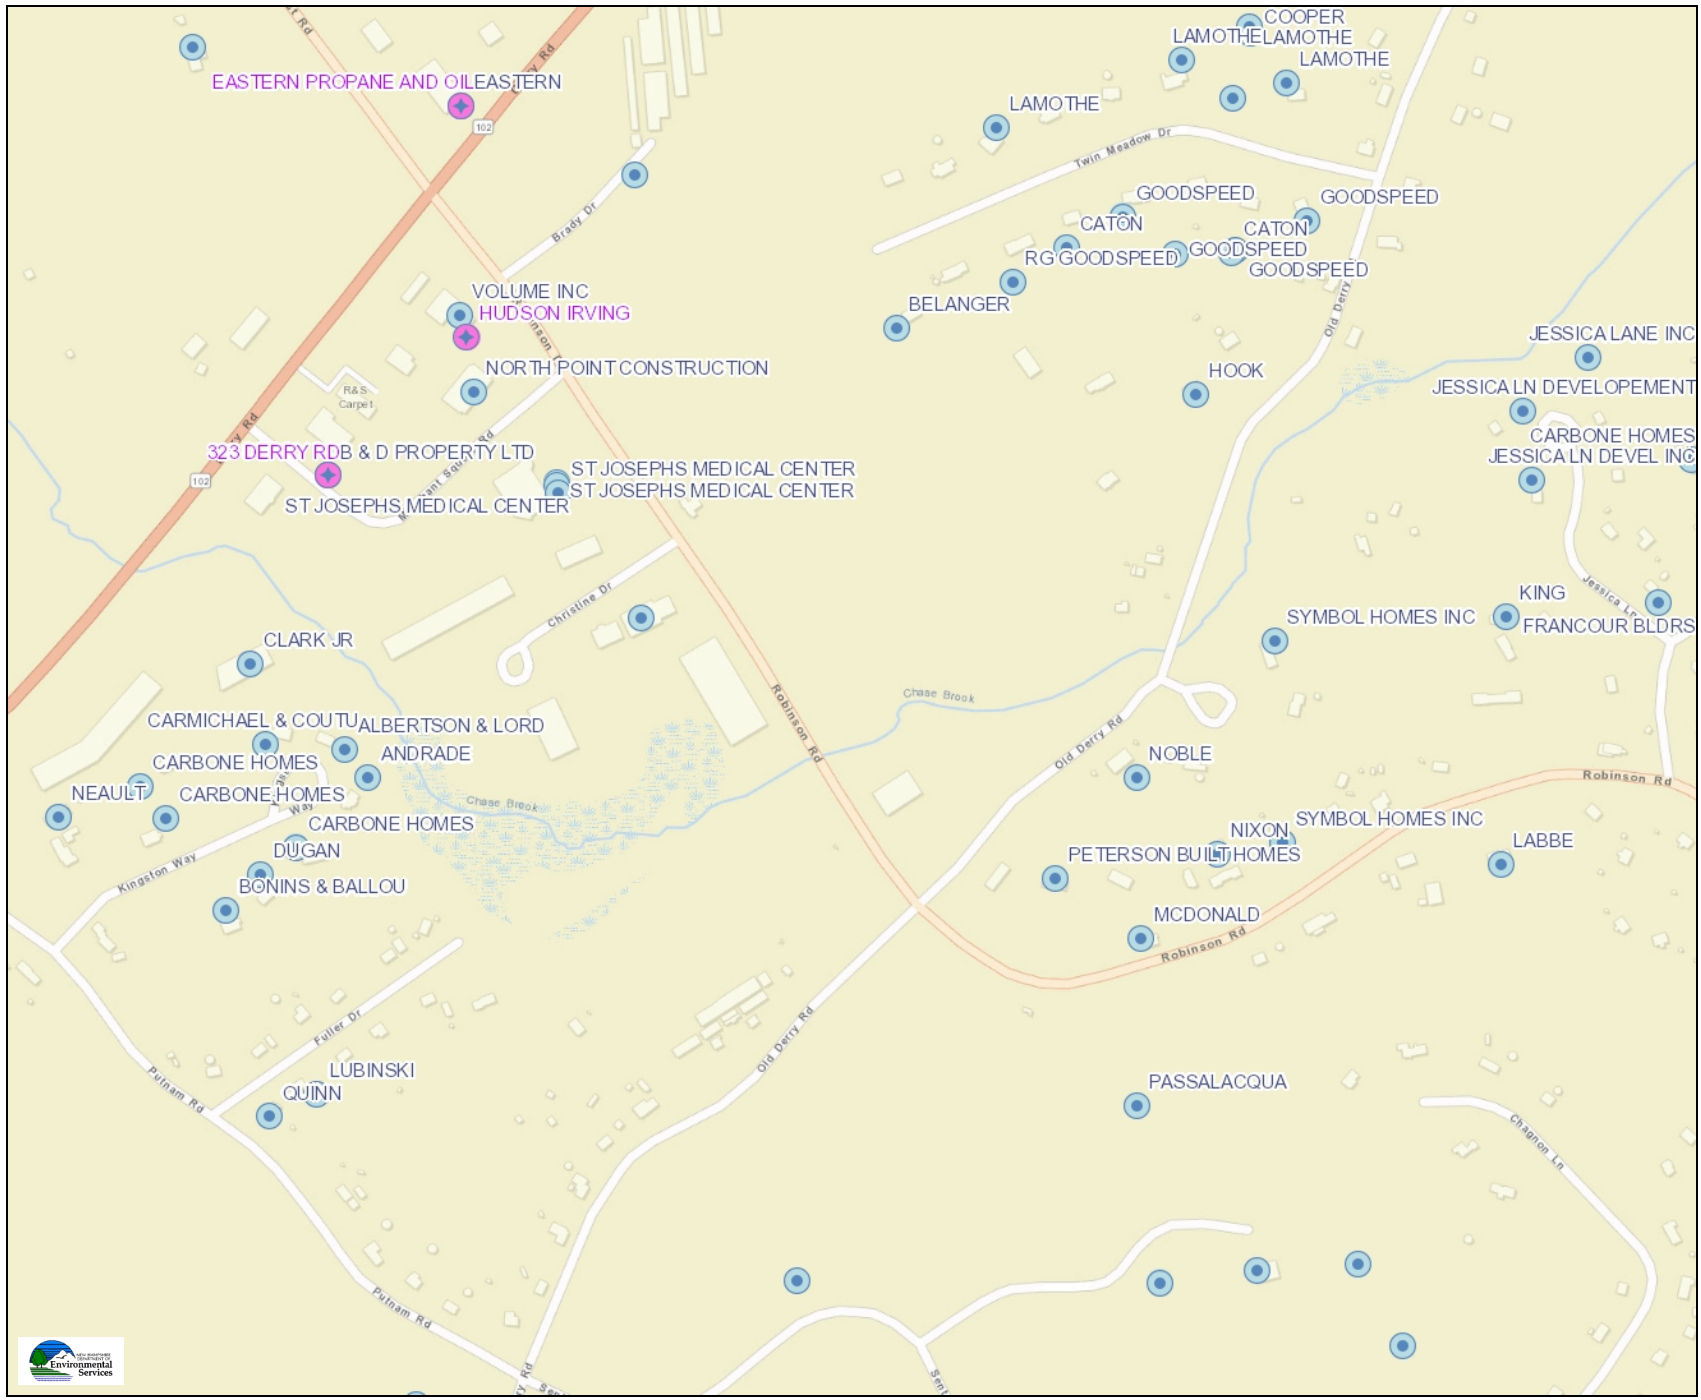 COOPER
LAMOTHE
LAMOTHE
LAMOTHE
EASTERN PROPANE AND OIL
EASTERN
LAMOTHE
102
Twin Meadow Dr
GOODSPEED
GOODSPEED
Brady Dr
CATON
CATON
GOODSPEED
RG GOODSPEED
GOODSPEED
VOLUME INC
BELANGER
HUDSON IRVING
Old Derry
JESSICA LANE INC
NORTH POINT CONSTRUCTION
HOOK
R&S
Carpet
JESSICA LN DEVELOPEMENT
CARBONE HOMES
323 DERRY RD
B & D PROPERTY LTD
JESSICA LN DEVEL INC
ST JOSEPHS MEDICAL CENTER
102
ST JOSEPHS MEDICAL CENTER
ST JOSEPHS MEDICAL CENTER
Christine Dr
Jessica Ln
KING
SYMBOL HOMES INC
FRANCOUR BLDRS
CLARK JR
Chase Brook
Robinson Rd
CARMICHAEL & COUTU
ALBERTSON & LORD
Old Derry Rd
ANDRADE
NOBLE
CARBONE HOMES
Robinson Rd
NEAULT
CARBONE HOMES
Way
Chase Brook
CARBONE HOMES
SYMBOL HOMES INC
NIXON
LABBE
DUGAN
PETERSON BUILT HOMES
Kingston Way
BONINS & BALLOU
MCDONALD
Robinson Rd
Fuller Dr
Old Derry Rd
LUBINSKI
Putnam Rd
QUINN
PASSALACQUA
Chagnon Ln
Putnam Rd
NEW HAMPSHIRE
DEPARTMENT OF
Environmental
Services